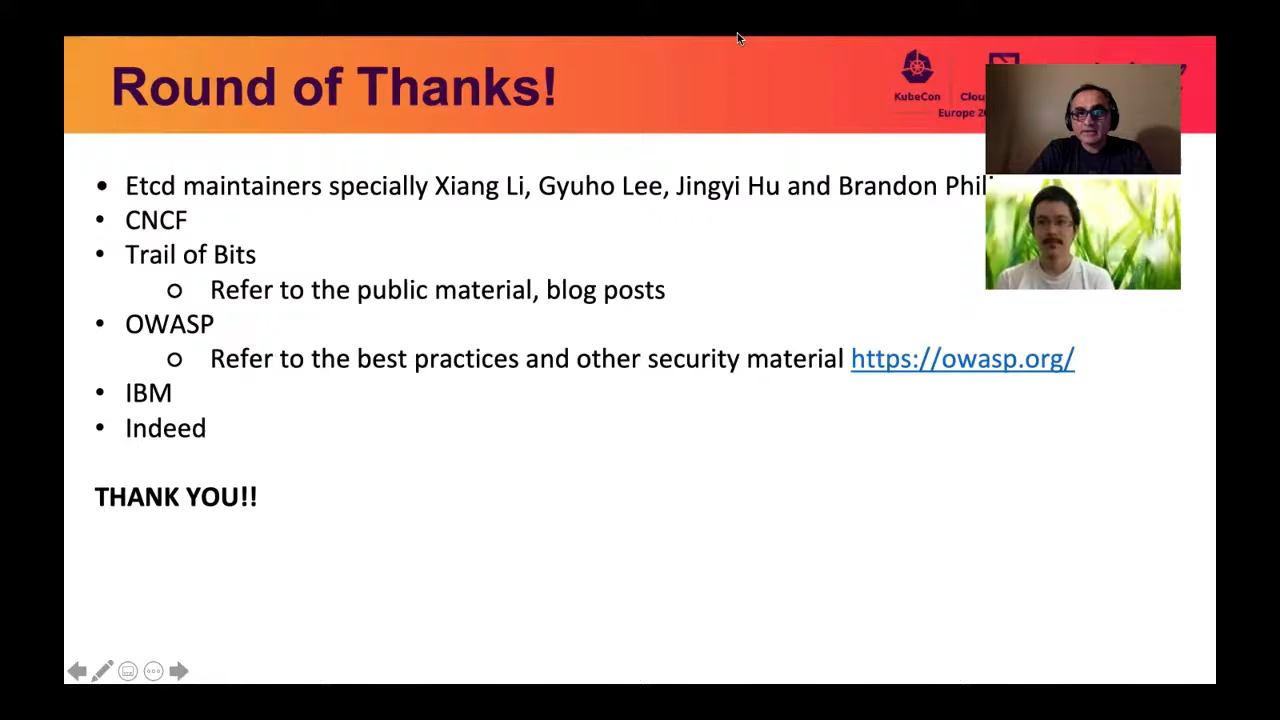 Round of Thanks!
KubeCon
Europe
• Etcd maintainers specially Xiang Li, Gyuho Lee, Jingyi Hu and Brandon
• CNCF
• Trail of Bits
o Refer to the public material, blog posts
• OWASP
o Refer to the best practices and other security material https://owasp.org/
• IBM
• Indeed
THANK YOU!!